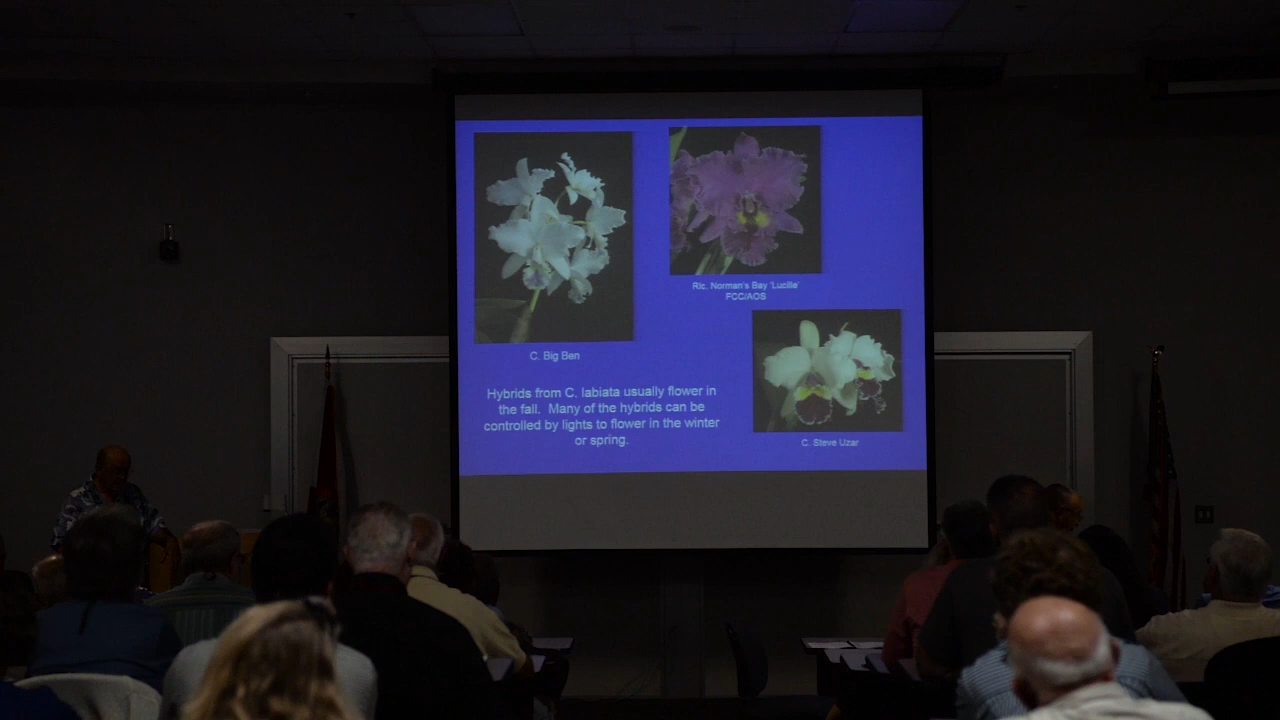 Rlc. Norman's Bay 'Lucille'
FCC/AOS
C. Big Ben
Hybrids from C. labiata usually flower in
the fall. Many of the hybrids can be
controlled by lights to flower in the winter
or spring.
C. Steve Uzar